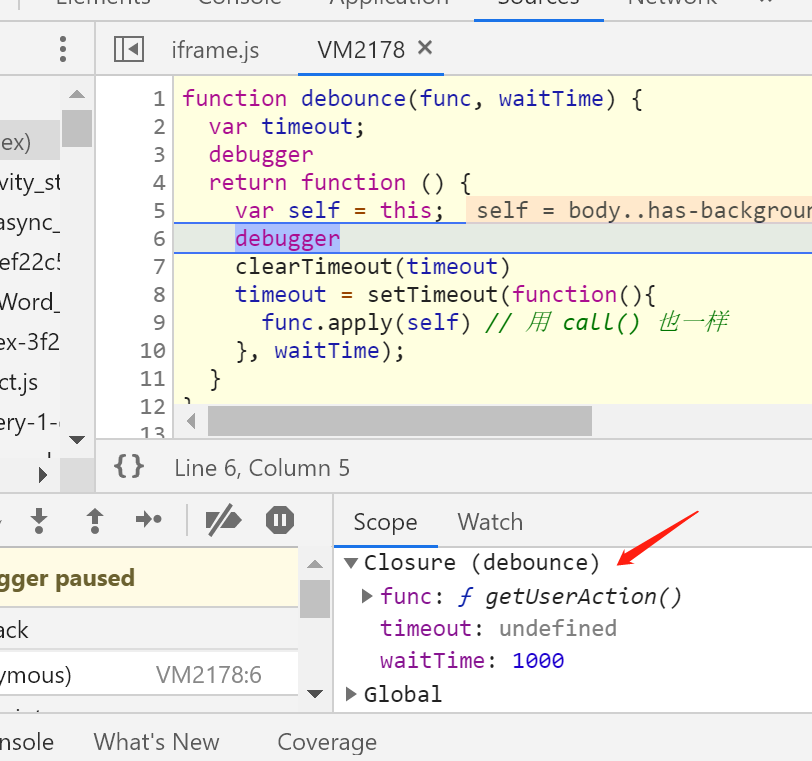 Elements Console Application Sources Network
iframe.js VM2178 ✕
1 function debounce(func, waitTime) {
2 var timeout;
3 debugger
4 return function () {
5 var self = this; self = body..has-backgroun
6 debugger
7 clearTimeout(timeout)
8 timeout = setTimeout(function(){
9 func.apply(self) // 用 call() 也一样
10 }, waitTime);
11 }
12 }
13
ex)
vity_st
async_
ef22c5
Word_
ex-3f2
ct.js
ery-1-
{} Line 6, Column 5
Scope Watch
gger paused
ack
ymous) VM2178:6
Closure (debounce)
func: ƒ getUserAction()
timeout: undefined
waitTime: 1000
Global
nsole What's New Coverage